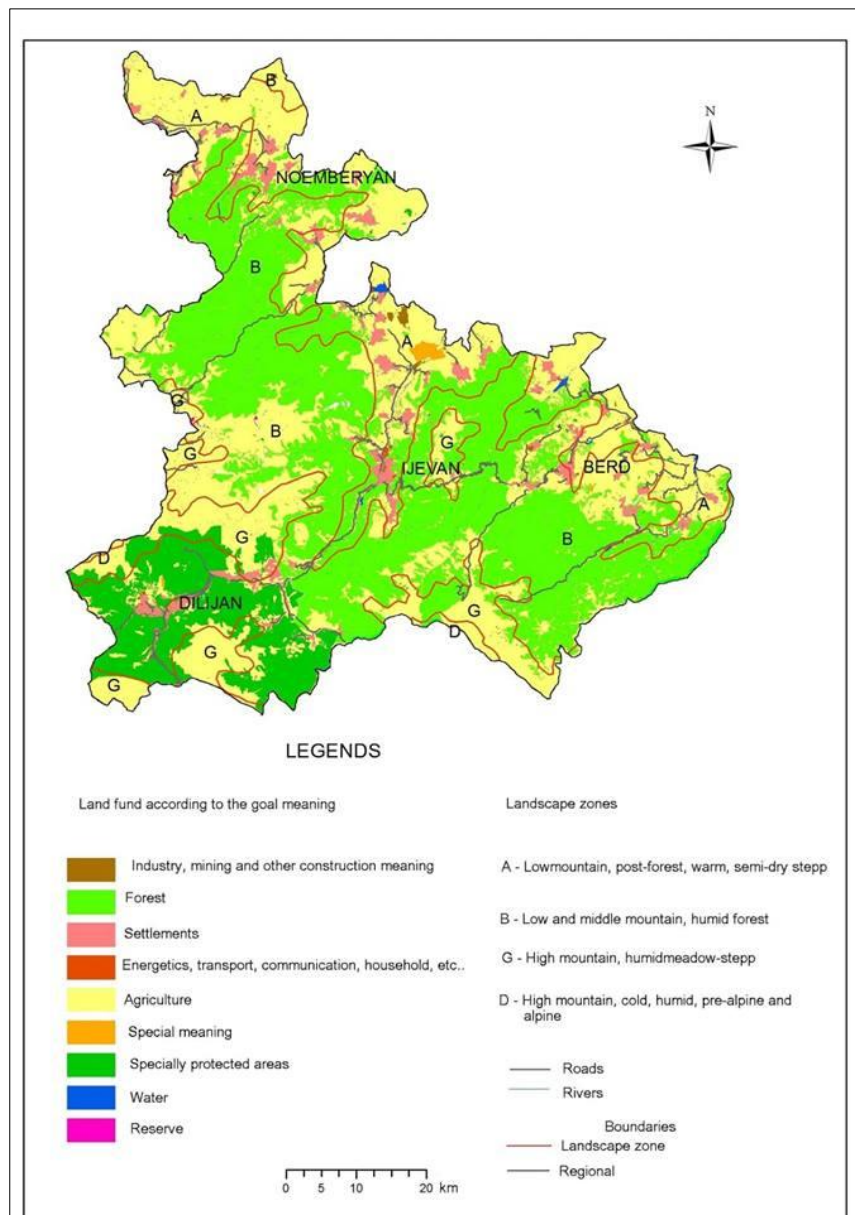 N
B
A
NOEMBERYAN
B
A
G
B
G
G
IJEVAN
BERD
A
G
D
B
DILIJAN
G
G
D
G
LEGENDS
Land fund according to the goal meaning
Industry, mining and other construction meaning
Forest
Settlements
Energetics, transport, communication, household, etc..
Agriculture
Special meaning
Specially protected areas
Water
Reserve
Landscape zones
A - Lowmountain, post-forest, warm, semi-dry stepp
B - Low and middle mountain, humid forest
G - High mountain, humidmeadow-stepp
D - High mountain, cold, humid, pre-alpine and
alpine
Roads
Rivers
Boundaries
Landscape zone
Regional
0 5 10 20 km